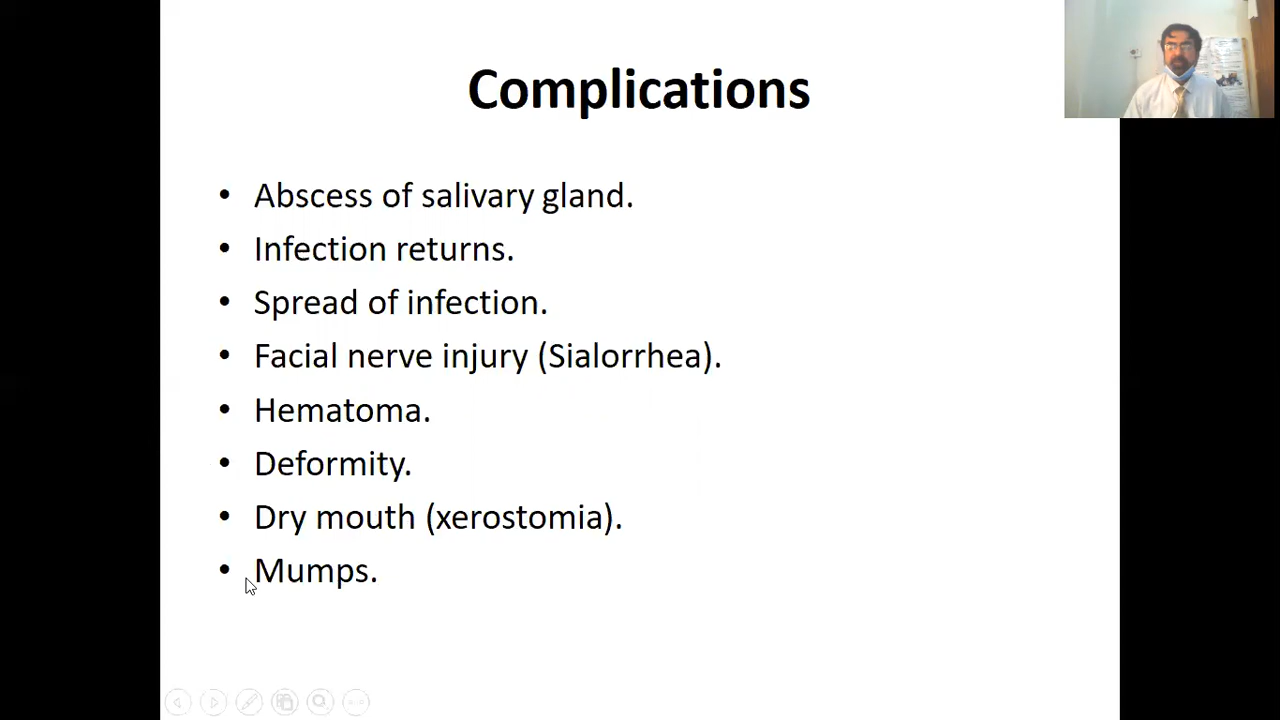 Complications
• Abscess of salivary gland.
• Infection returns.
• Spread of infection.
• Facial nerve injury (Sialorrhea).
• Hematoma.
• Deformity.
• Dry mouth (xerostomia).
• Mumps.